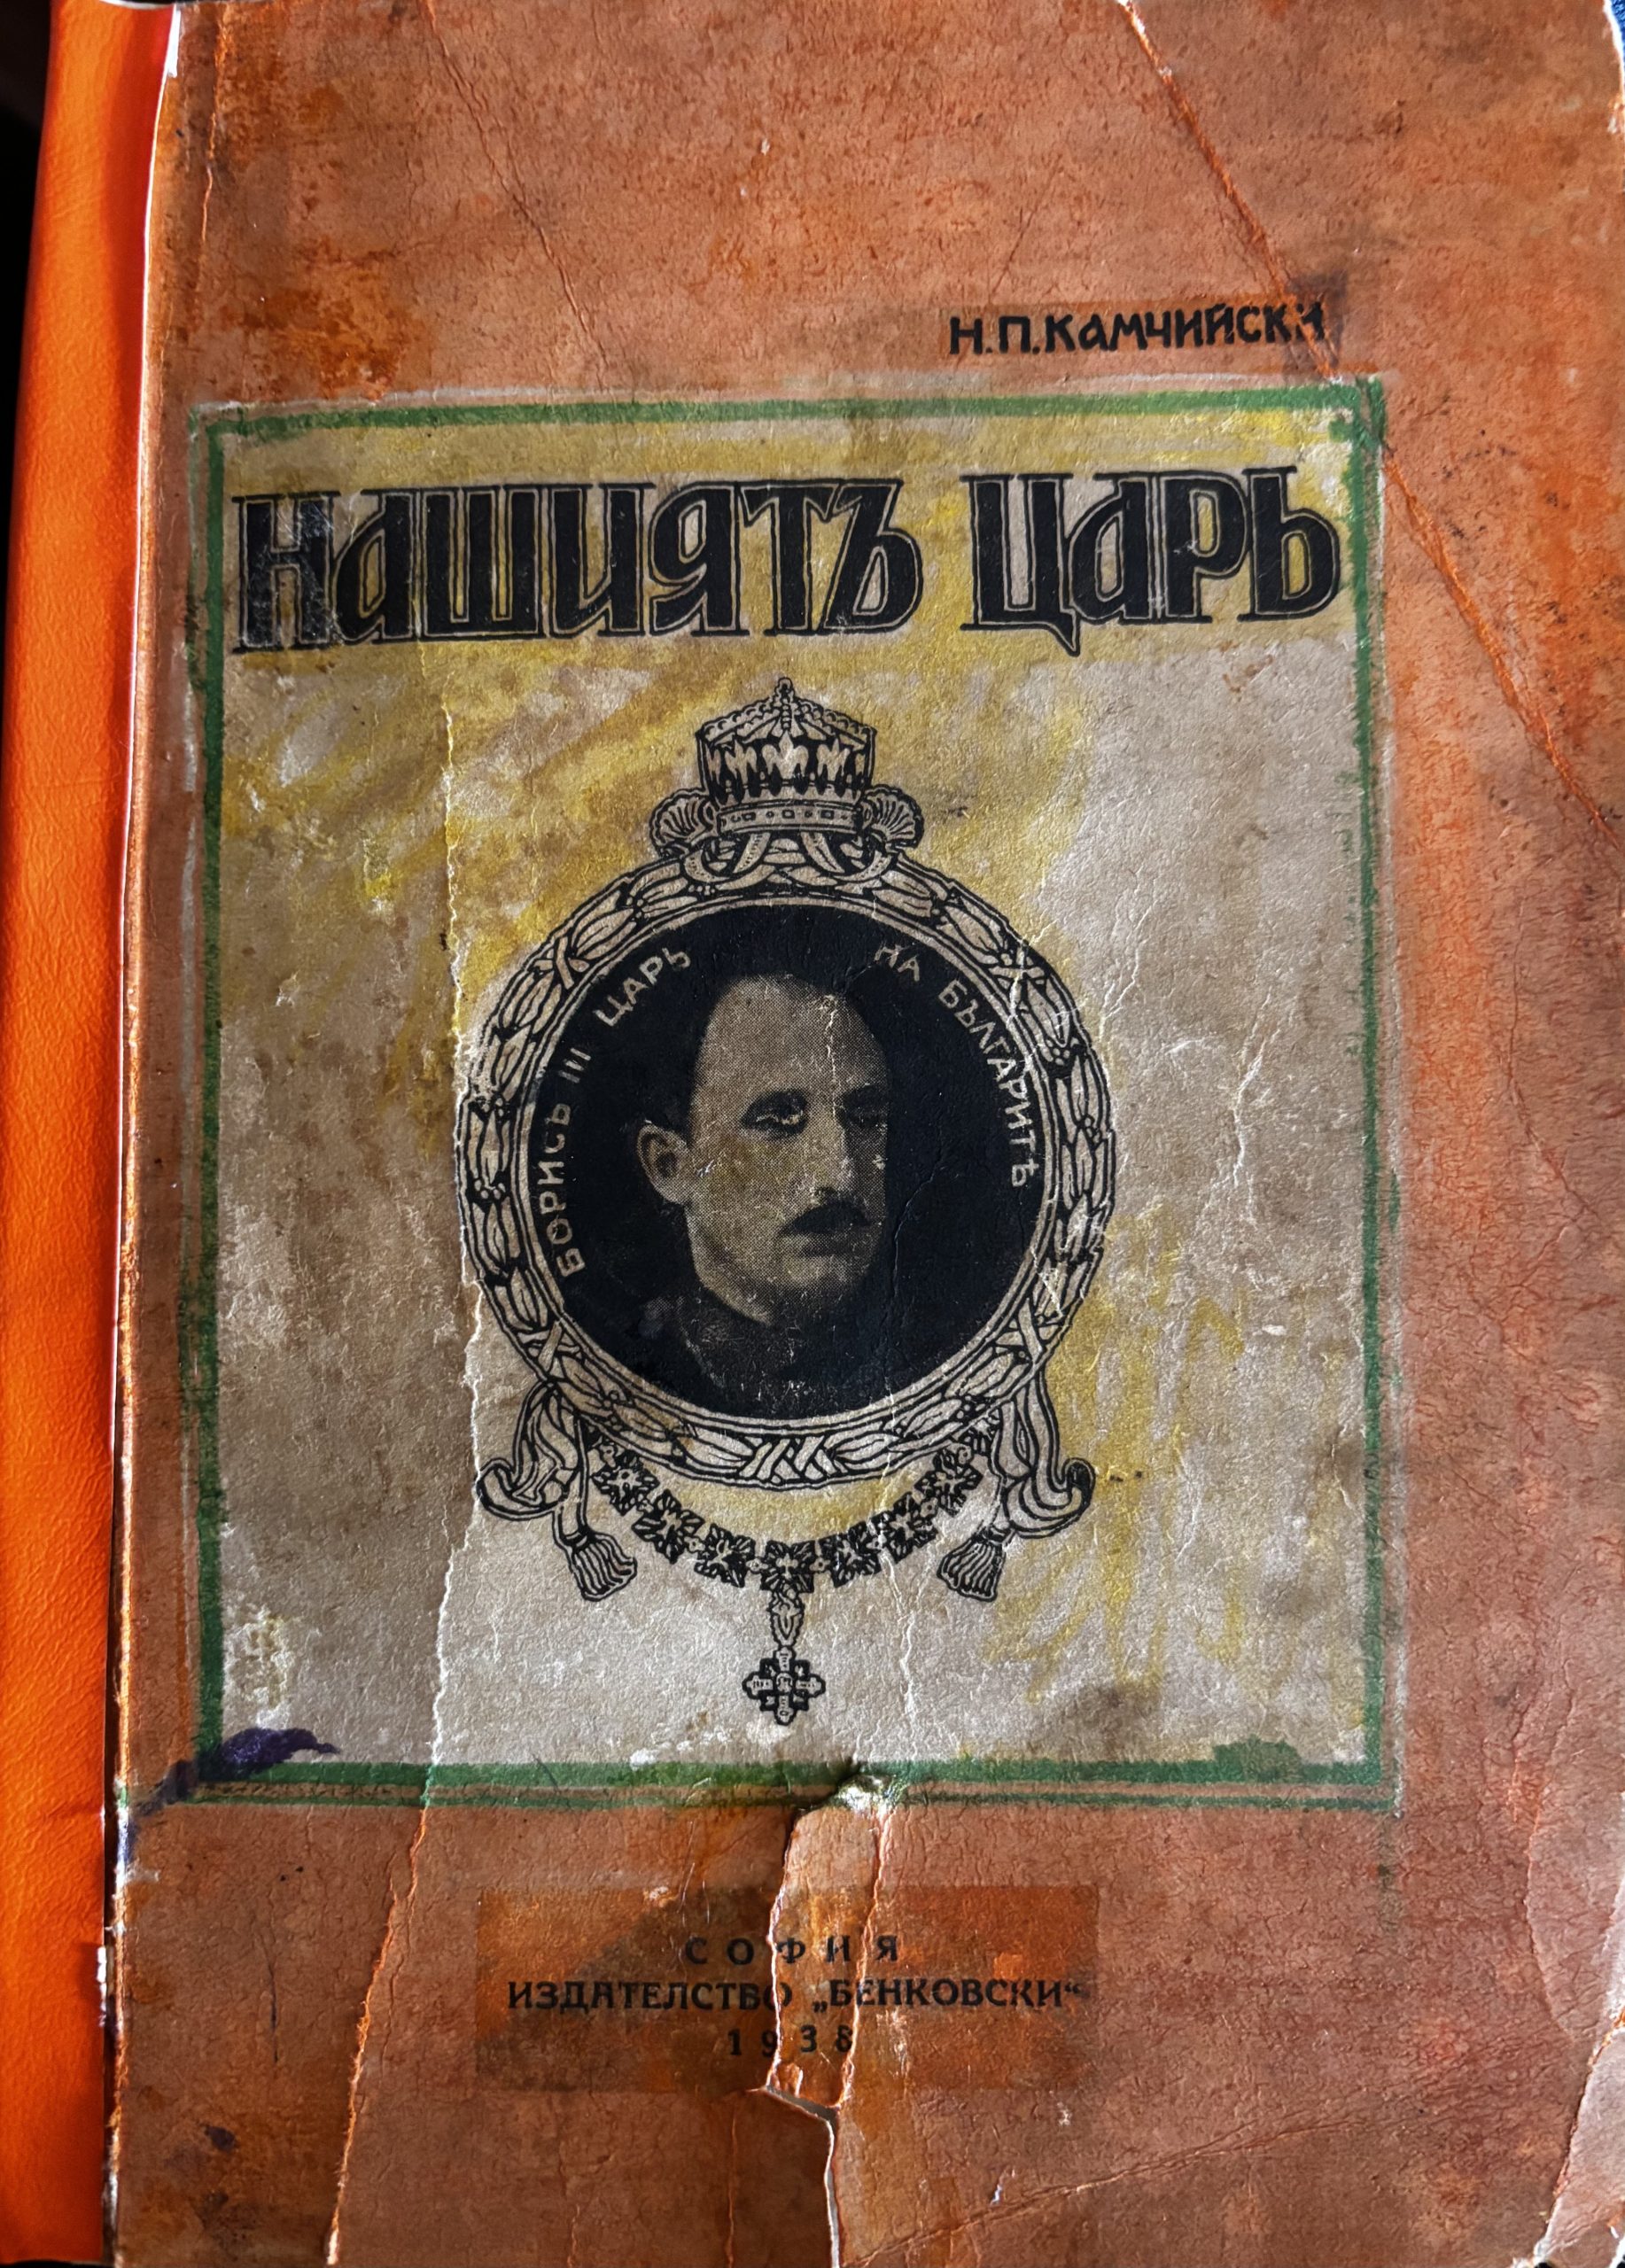 Н.П.КАМЧИЙСКИ
НАШИЯТЪ ЦАРЬ
БОРИСЪ III ЦАРЬ НА БЪЛГАРИТѢ
СОФИЯ
ИЗДАТЕЛСТВО „БЕНКОВСКИ“
1938